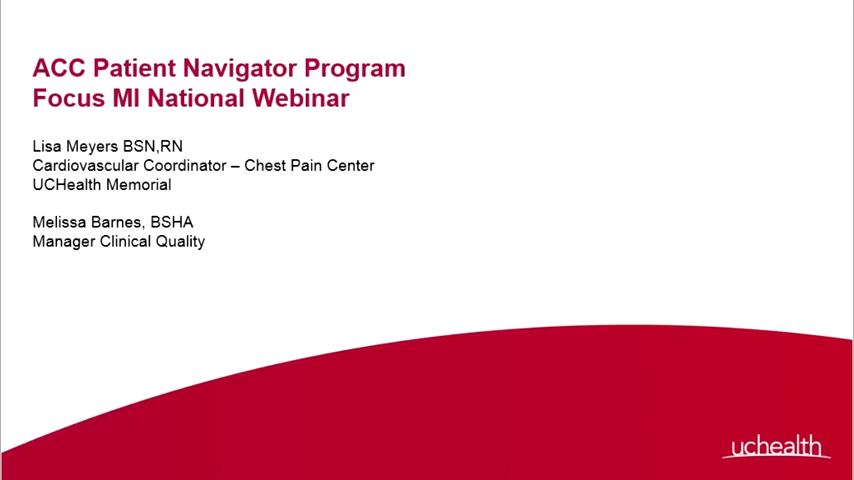 ACC Patient Navigator Program
Focus MI National Webinar
Lisa Meyers BSN,RN
Cardiovascular Coordinator – Chest Pain Center
UCHealth Memorial
Melissa Barnes, BSHA
Manager Clinical Quality
uchealth